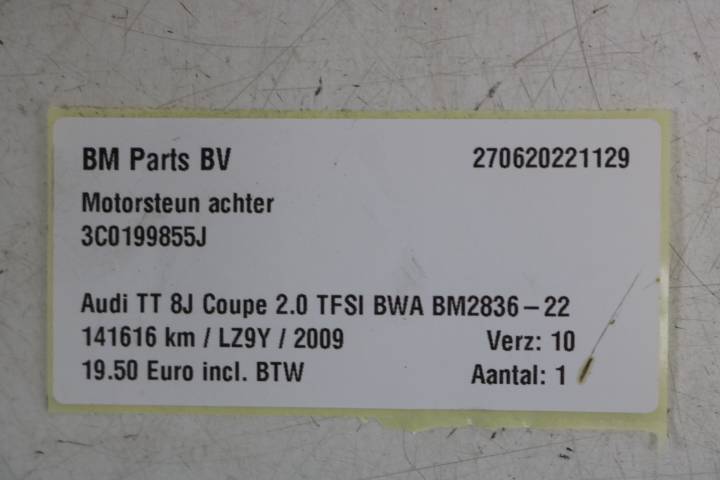 BM Parts BV 270620221129
Motorsteun achter
3C0199855J
Audi TT 8J Coupe 2.0 TFSI BWA BM2836-22
141616 km / LZ9Y / 2009 Verz: 10
19.50 Euro incl. BTW Aantal: 1